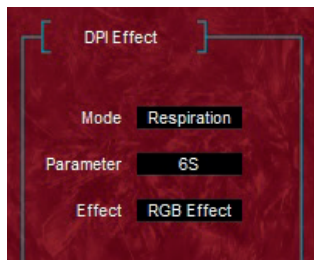 DPI Effect
Mode Respiration
Parameter 6S
Effect RGB Effect